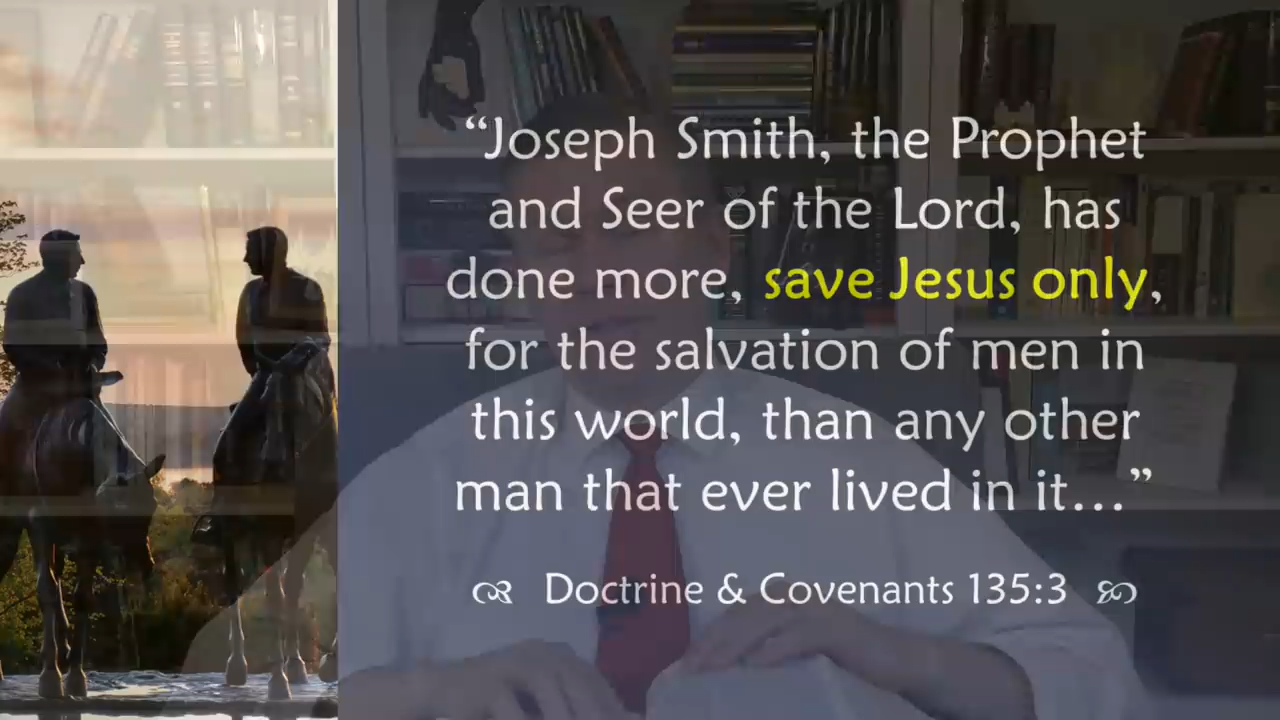 “Joseph Smith, the Prophet
and Seer of the Lord, has
done more, save Jesus only,
for the salvation of men in
this world, than any other
man that ever lived in it…”
Doctrine & Covenants 135:3